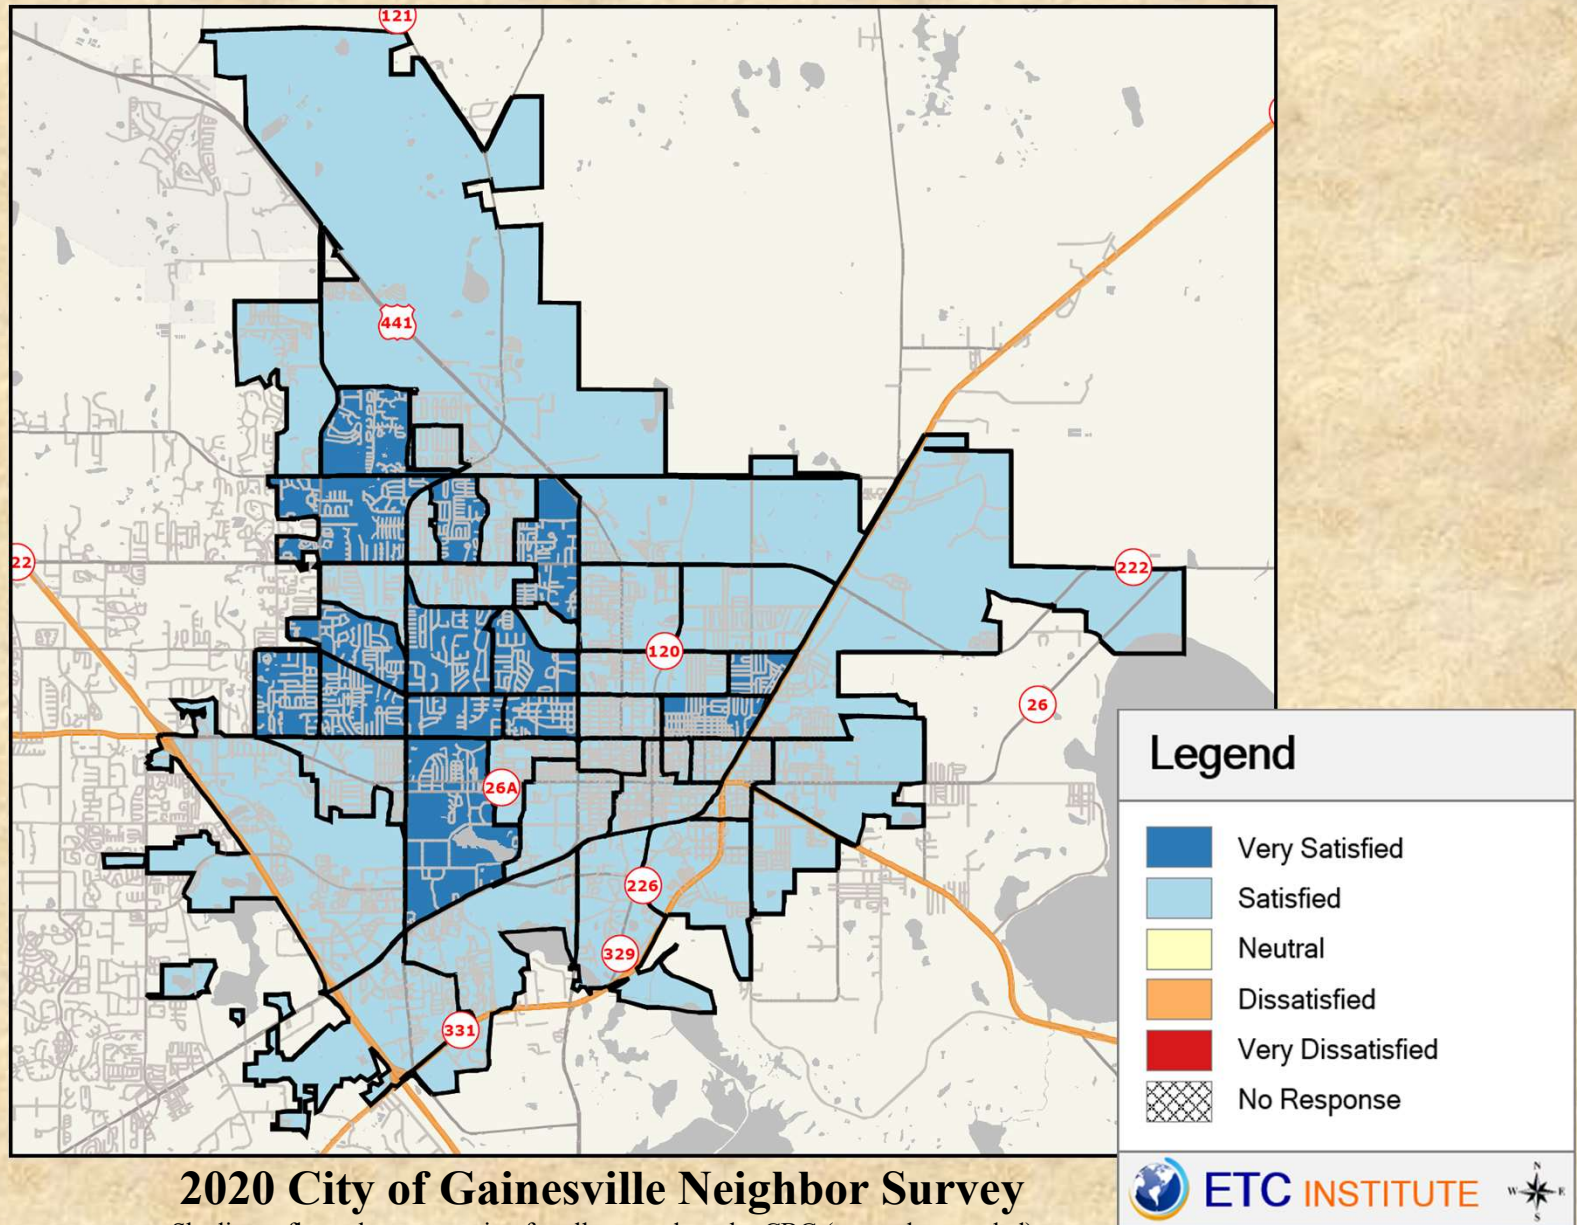 121
441
22
222
120
26
26A
226
329
331
Legend
Very Satisfied
Satisfied
Neutral
Dissatisfied
Very Dissatisfied
No Response
ETC INSTITUTE
N
W E
S
2020 City of Gainesville Neighbor Survey